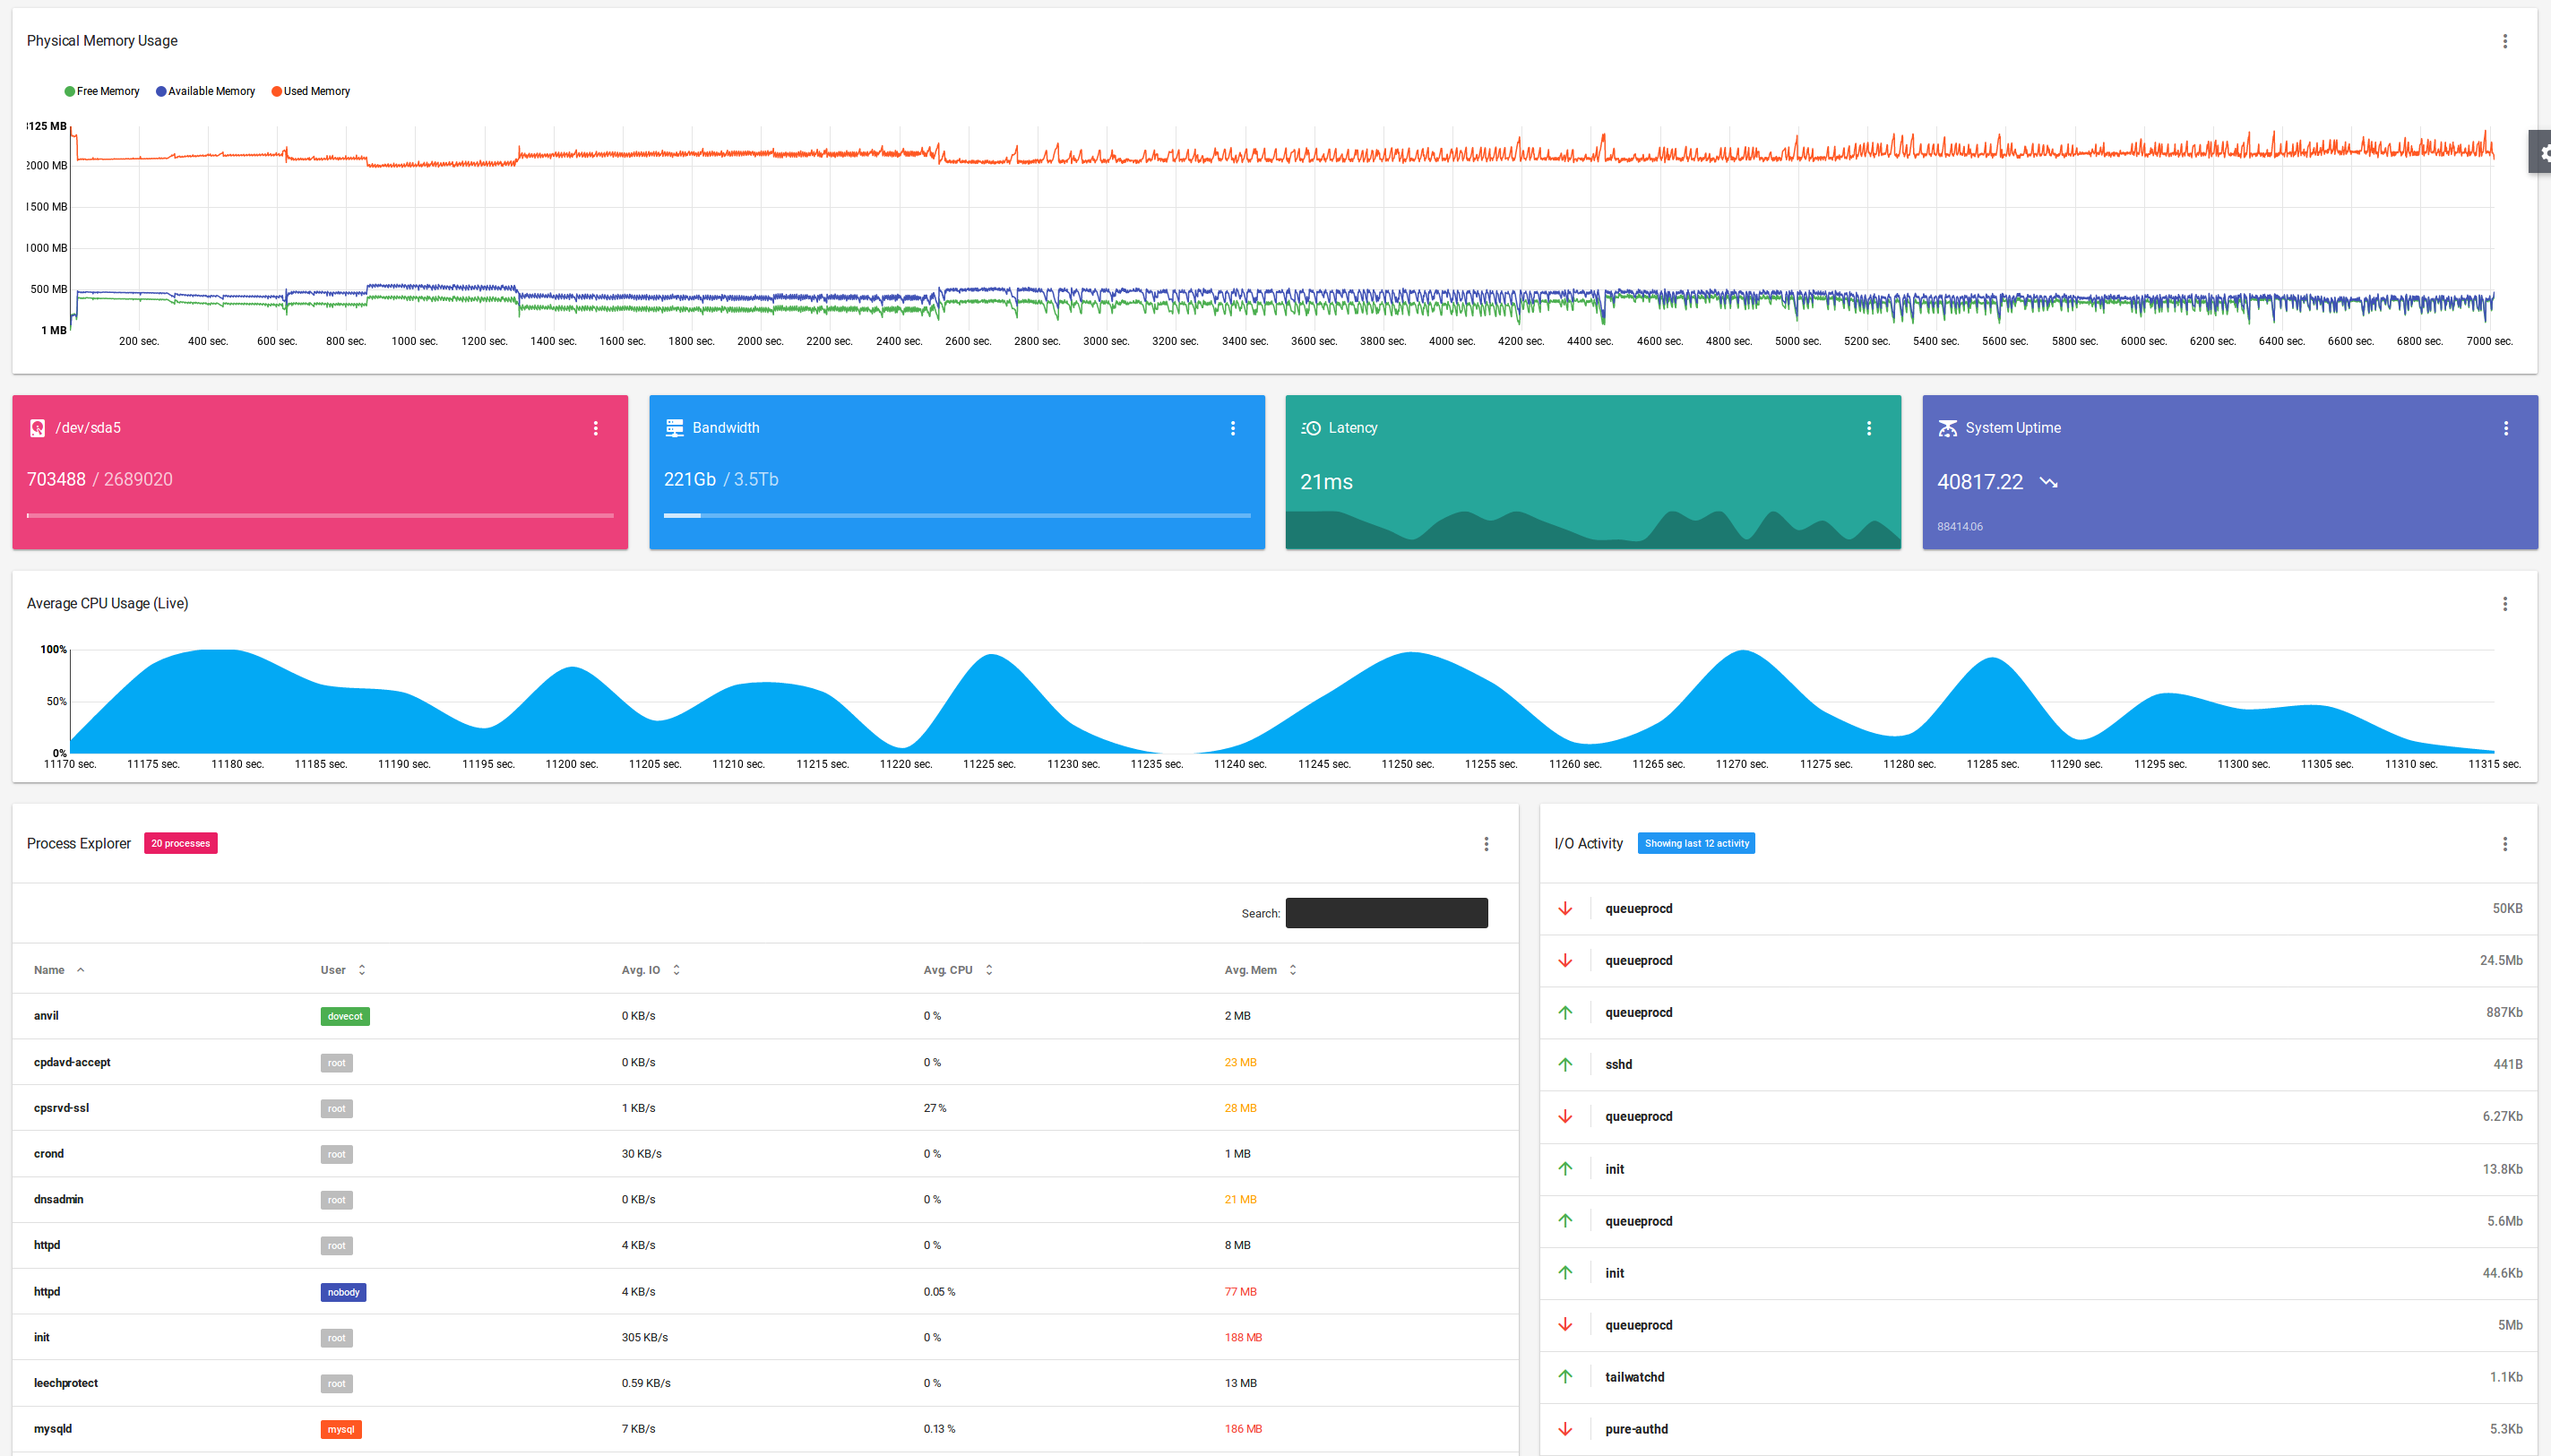 Physical Memory Usage
Free Memory Available Memory Used Memory
125 MB
2000 MB
1500 MB
1000 MB
500 MB
1 MB
200 sec. 400 sec. 600 sec. 800 sec. 1000 sec. 1200 sec. 1400 sec. 1600 sec. 1800 sec. 2000 sec. 2200 sec. 2400 sec. 2600 sec. 2800 sec. 3000 sec. 3200 sec. 3400 sec. 3600 sec. 3800 sec. 4000 sec. 4200 sec. 4400 sec. 4600 sec. 4800 sec. 5000 sec. 5200 sec. 5400 sec. 5600 sec. 5800 sec. 6000 sec. 6200 sec. 6400 sec. 6600 sec. 6800 sec. 7000 sec.
/dev/sda5
703488 / 2689020
Bandwidth
221Gb / 3.5Tb
Latency
21ms
System Uptime
40817.22
88414.06
Average CPU Usage (Live)
100%
50%
0%
11170 sec. 11175 sec. 11180 sec. 11185 sec. 11190 sec. 11195 sec. 11200 sec. 11205 sec. 11210 sec. 11215 sec. 11220 sec. 11225 sec. 11230 sec. 11235 sec. 11240 sec. 11245 sec. 11250 sec. 11255 sec. 11260 sec. 11265 sec. 11270 sec. 11275 sec. 11280 sec. 11285 sec. 11290 sec. 11295 sec. 11300 sec. 11305 sec. 11310 sec. 11315 sec.
Process Explorer 20 processes
Search:
Name User Avg. IO Avg. CPU Avg. Mem
anvil dovecot 0 KB/s 0 % 2 MB
cpdavd-accept root 0 KB/s 0 % 23 MB
cpsrvd-ssl root 1 KB/s 27 % 28 MB
crond root 30 KB/s 0 % 1 MB
dnsadmin root 0 KB/s 0 % 21 MB
httpd root 4 KB/s 0 % 8 MB
httpd nobody 4 KB/s 0.05 % 77 MB
init root 305 KB/s 0 % 188 MB
leechprotect root 0.59 KB/s 0 % 13 MB
mysqld mysql 7 KB/s 0.13 % 186 MB
I/O Activity Showing last 12 activity
queueprocd 50KB
queueprocd 24.5Mb
queueprocd 887Kb
sshd 441B
queueprocd 6.27Kb
init 13.8Kb
queueprocd 5.6Mb
init 44.6Kb
queueprocd 5Mb
tailwatchd 1.1Kb
pure-authd 5.3Kb